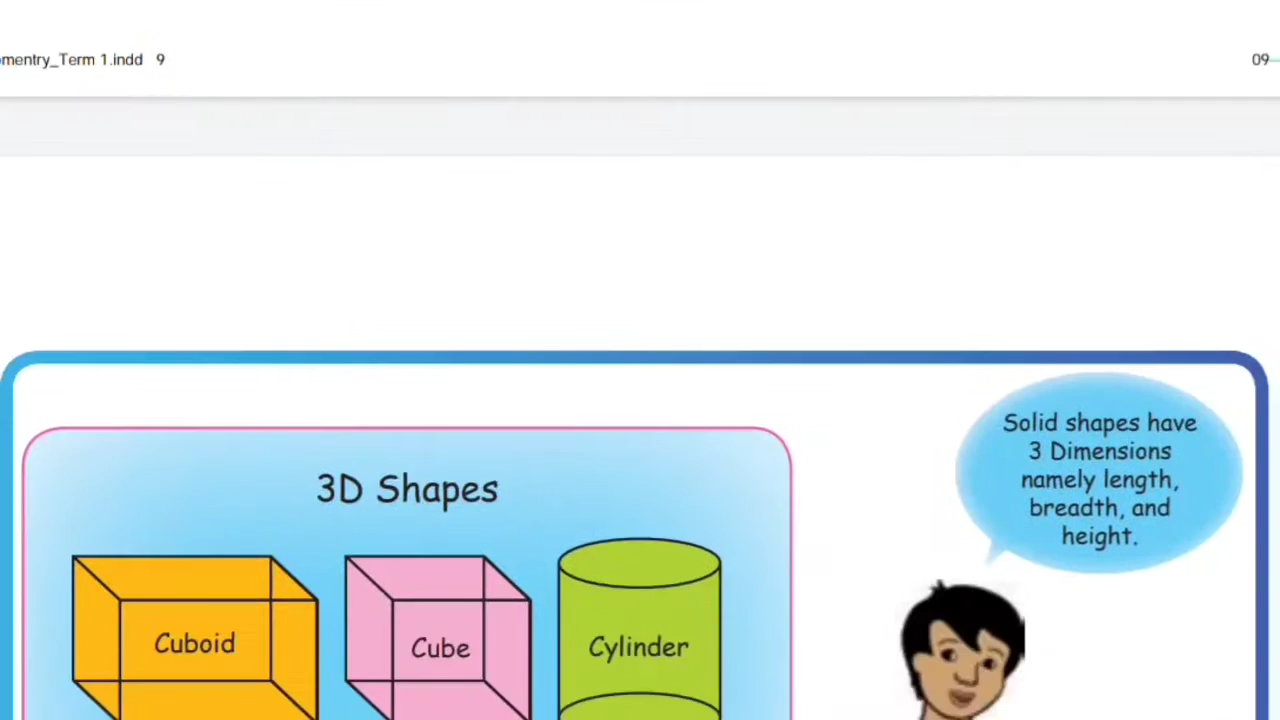 mentry_Term 1.indd 9
09
3D Shapes
Solid shapes have
3 Dimensions
namely length,
breadth, and
height.
Cuboid
Cube
Cylinder